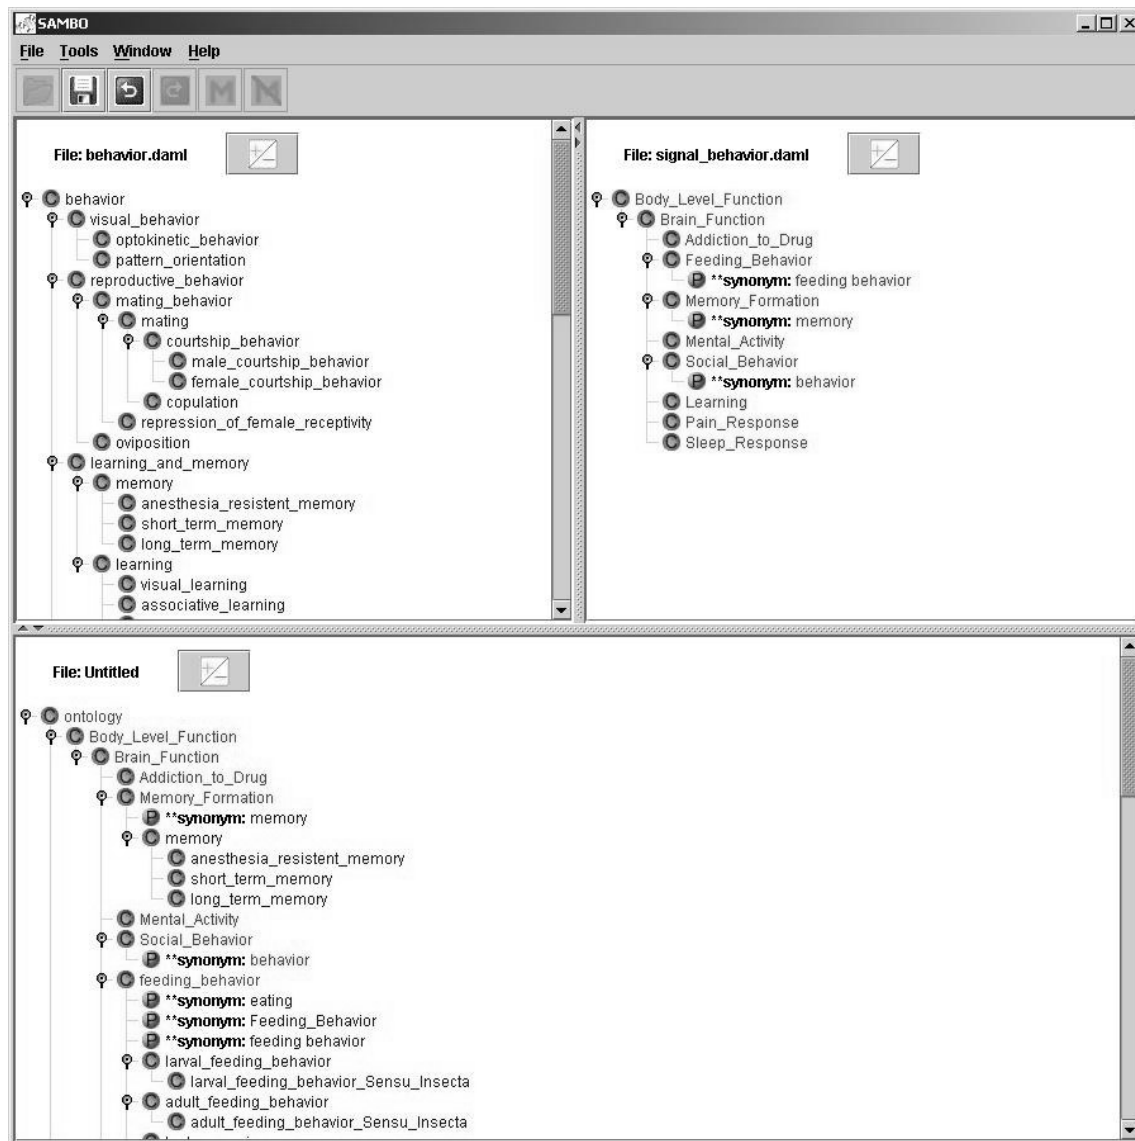 SAMBO
File Tools Window Help
File: behavior.daml
behavior
visual_behavior
optokinetic_behavior
pattern_orientation
reproductive_behavior
mating_behavior
mating
courtship_behavior
male_courtship_behavior
female_courtship_behavior
copulation
repression_of_female_receptivity
oviposition
learning_and_memory
memory
anesthesia_resistent_memory
short_term_memory
long_term_memory
learning
visual_learning
associative_learning
File: signal_behavior.daml
Body_Level_Function
Brain_Function
Addiction_to_Drug
Feeding_Behavior
**synonym: feeding behavior
Memory_Formation
**synonym: memory
Mental_Activity
Social_Behavior
**synonym: behavior
Learning
Pain_Response
Sleep_Response
File: Untitled
ontology
Body_Level_Function
Brain_Function
Addiction_to_Drug
Memory_Formation
**synonym: memory
memory
anesthesia_resistent_memory
short_term_memory
long_term_memory
Mental_Activity
Social_Behavior
**synonym: behavior
feeding_behavior
**synonym: eating
**synonym: Feeding_Behavior
**synonym: feeding behavior
larval_feeding_behavior
larval_feeding_behavior_Sensu_Insecta
adult_feeding_behavior
adult_feeding_behavior_Sensu_Insecta